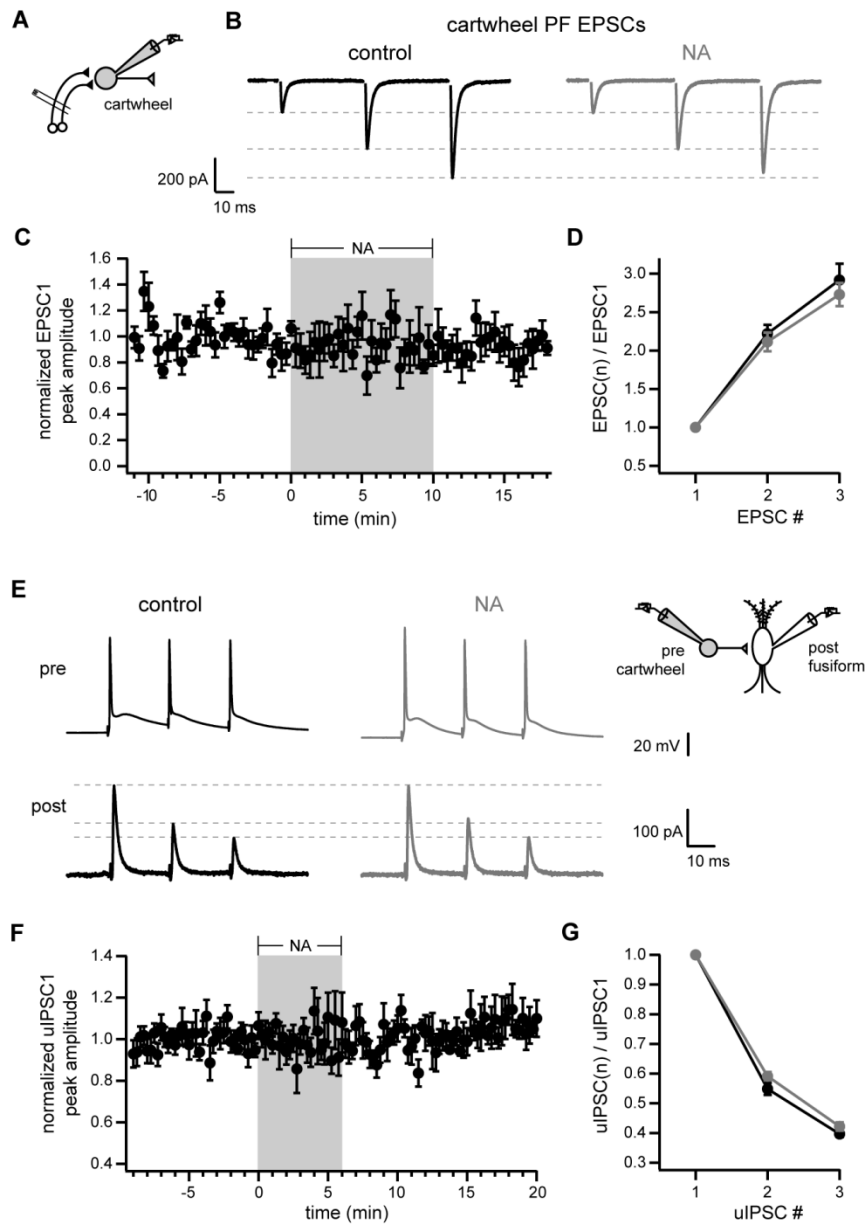 A
cartwheel
B
cartwheel PF EPSCs
control
NA
200 pA
10 ms
C
NA
normalized EPSC1
peak amplitude
1.6
1.4
1.2
1.0
0.8
0.6
0.4
0.2
0.0
-10
-5
0
5
10
15
time (min)
D
EPSC(n) / EPSC1
3.0
2.5
2.0
1.5
1.0
0.5
1
2
3
EPSC #
E
control
NA
pre
post
pre
cartwheel
post
fusiform
20 mV
100 pA
10 ms
F
NA
normalized uIPSC1
peak amplitude
1.4
1.2
1.0
0.8
0.6
0.4
-5
0
5
10
15
20
time (min)
G
uIPSC(n) / uIPSC1
1.0
0.9
0.8
0.7
0.6
0.5
0.4
0.3
1
2
3
uIPSC #